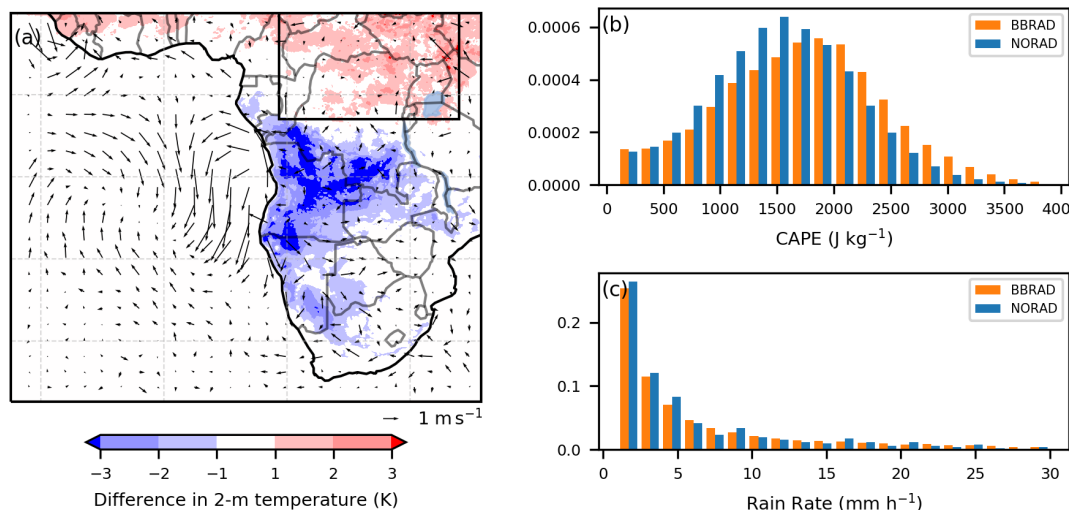 (a)
1 m s⁻¹
−3 −2 −1 1 2 3
Difference in 2-m temperature (K)
(b)
BBRAD
NORAD
0.0006
0.0004
0.0002
0.0000
0 500 1000 1500 2000 2500 3000 3500 400
CAPE (J kg⁻¹)
(c)
BBRAD
NORAD
0.2
0.1
0.0
0 5 10 15 20 25 30
Rain Rate (mm h⁻¹)